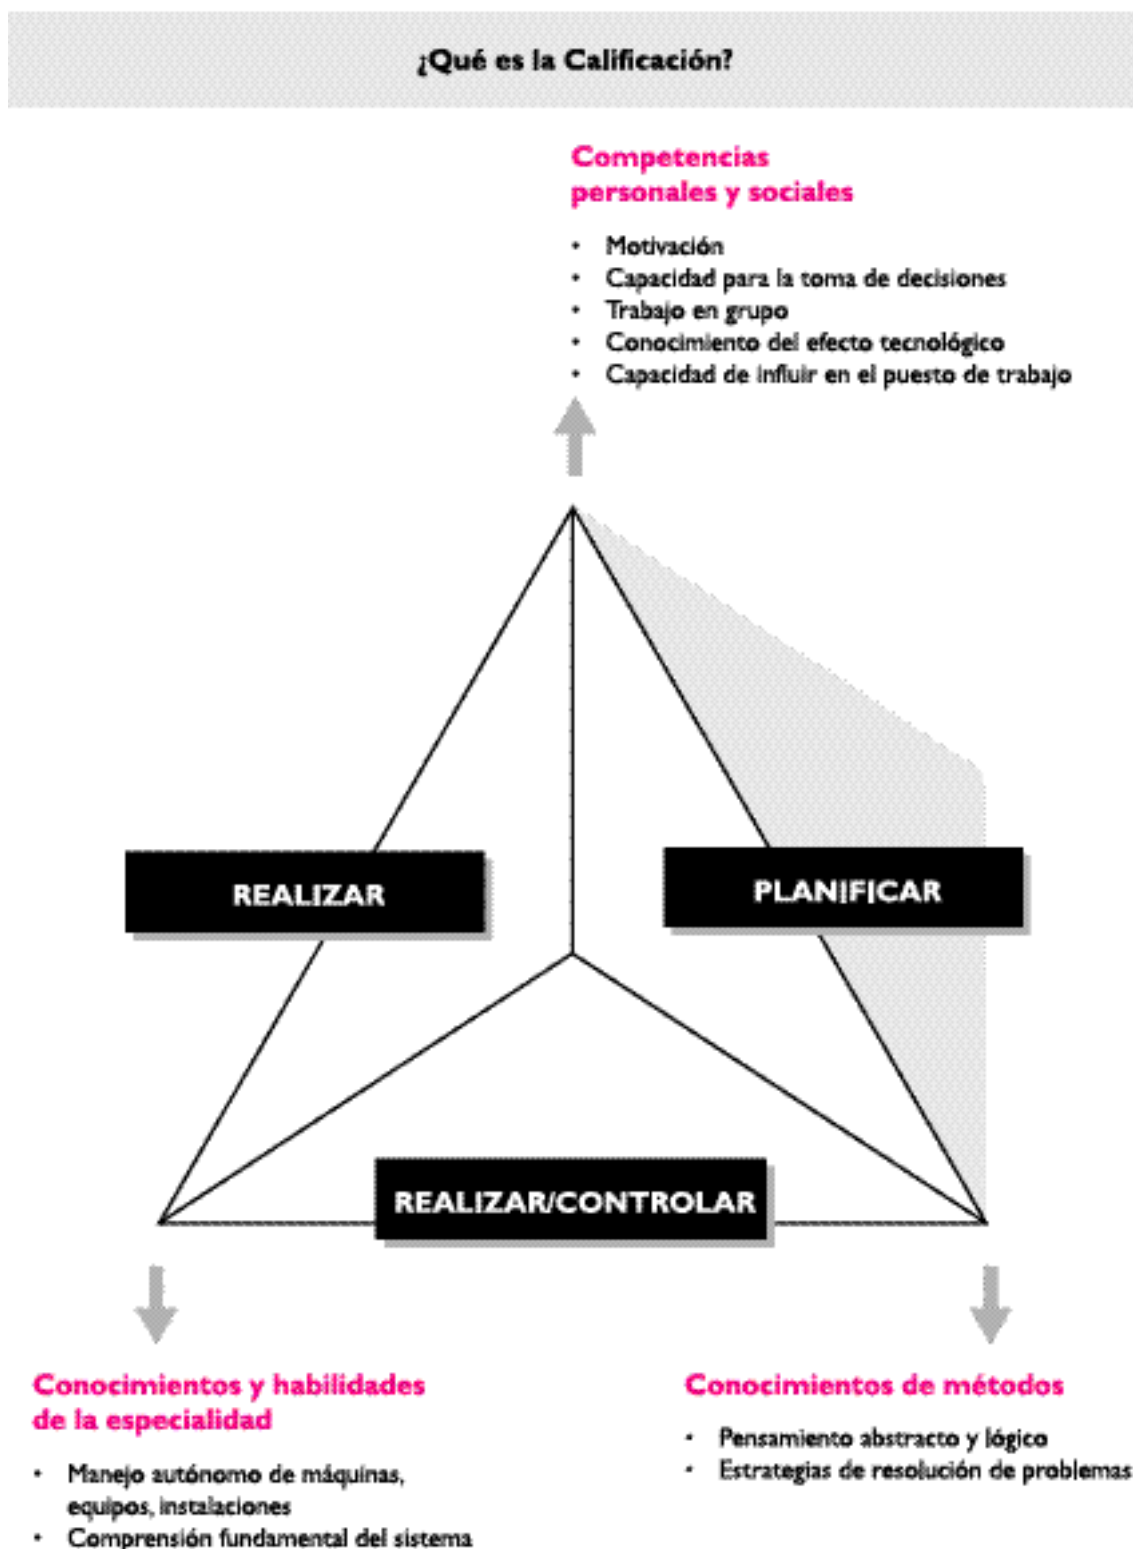 ¿Qué es la Calificación?
Competencias
personales y sociales
• Motivación
• Capacidad para la toma de decisiones
• Trabajo en grupo
• Conocimiento del efecto tecnológico
• Capacidad de influir en el puesto de trabajo
REALIZAR
PLANIFICAR
REALIZAR/CONTROLAR
Conocimientos y habilidades
de la especialidad
• Manejo autónomo de máquinas,
equipos, instalaciones
• Comprensión fundamental del sistema
Conocimientos de métodos
• Pensamiento abstracto y lógico
• Estrategias de resolución de problemas